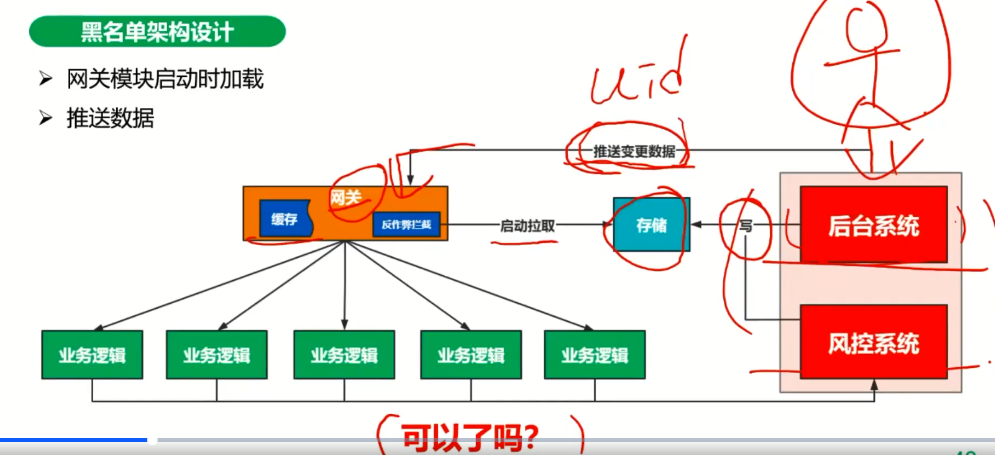 黑名单架构设计
➢ 网关模块启动时加载
➢ 推送数据
uid
推送变更数据
网关
缓存
反作弊拦截
启动拉取
存储
写
后台系统
风控系统
业务逻辑
业务逻辑
业务逻辑
业务逻辑
业务逻辑
可以了吗?